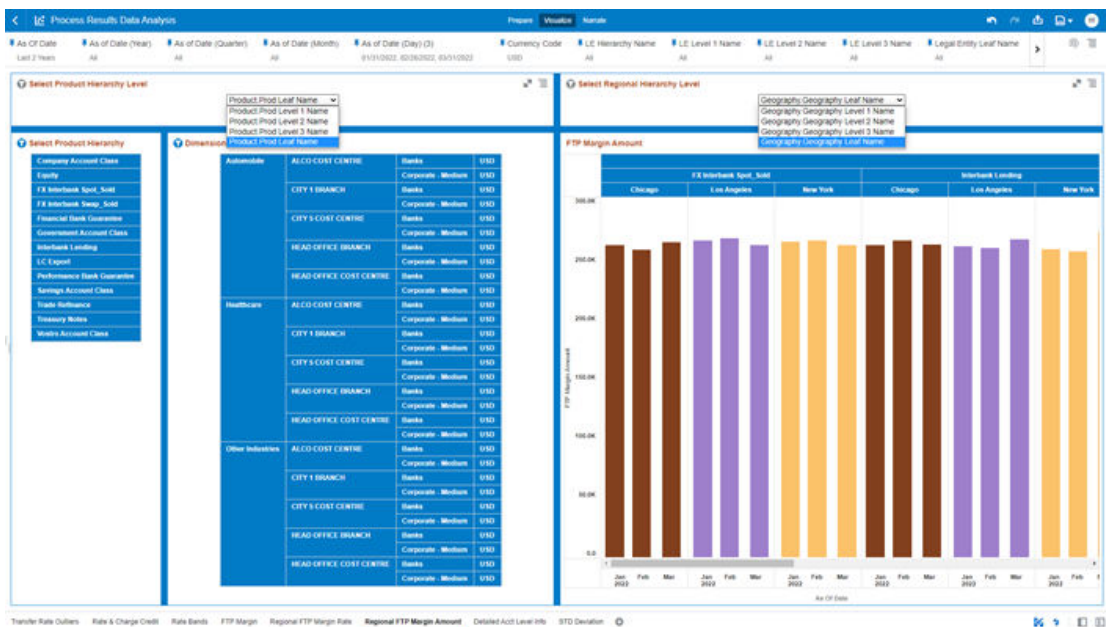 Process Results Data Analysis
Prepare Visualize Narrate
As Of Date As of Date (Year) As of Date (Quarter) As of Date (Month) As of Date (Day) (3) Currency Code LE Hierarchy Name LE Level 1 Name LE Level 2 Name LE Level 3 Name Legal Entity Leaf Name
Last 2 Years All All All 01/31/2022, 02/28/2022, 03/31/2022 USD All All All All All
Select Product Hierarchy Level
Product.Prod Leaf Name
Product.Prod Level 1 Name
Product.Prod Level 2 Name
Product.Prod Level 3 Name
Product.Prod Leaf Name
Select Regional Hierarchy Level
Geography.Geography Leaf Name
Geography.Geography Level 1 Name
Geography.Geography Level 2 Name
Geography.Geography Level 3 Name
Geography.Geography Leaf Name
Select Product Hierarchy
Company Account Class
Equity
FX Interbank Spot_Sold
FX Interbank Swap_Sold
Financial Bank Guarantee
Government Account Class
Interbank Lending
LC Export
Performance Bank Guarantee
Savings Account Class
Trade Refinance
Treasury Notes
Vostro Account Class
Dimension
Automobile ALCO COST CENTRE Banks USD
Corporate - Medium USD
CITY 1 BRANCH Banks USD
Corporate - Medium USD
CITY 5 COST CENTRE Banks USD
Corporate - Medium USD
HEAD OFFICE BRANCH Banks USD
Corporate - Medium USD
HEAD OFFICE COST CENTRE Banks USD
Corporate - Medium USD
Healthcare ALCO COST CENTRE Banks USD
Corporate - Medium USD
CITY 1 BRANCH Banks USD
Corporate - Medium USD
CITY 5 COST CENTRE Banks USD
Corporate - Medium USD
HEAD OFFICE BRANCH Banks USD
Corporate - Medium USD
HEAD OFFICE COST CENTRE Banks USD
Corporate - Medium USD
Other Industries ALCO COST CENTRE Banks USD
Corporate - Medium USD
CITY 1 BRANCH Banks USD
Corporate - Medium USD
CITY 5 COST CENTRE Banks USD
Corporate - Medium USD
HEAD OFFICE BRANCH Banks USD
Corporate - Medium USD
HEAD OFFICE COST CENTRE Banks USD
Corporate - Medium USD
FTP Margin Amount
FX Interbank Spot_Sold Interbank Lending
Chicago Los Angeles New York Chicago Los Angeles New York
300.0K
250.0K
200.0K
150.0K
100.0K
50.0K
0.0
FTP Margin Amount
Jan Feb Mar Jan Feb Mar Jan Feb Mar Jan Feb Mar Jan Feb Mar Jan Feb
2022 2022 2022 2022 2022 2022
As Of Date
Transfer Rate Outliers Rate & Charge Credit Rate Bands FTP Margin Regional FTP Margin Rate Regional FTP Margin Amount Detailed Acct Level Info STD Deviation